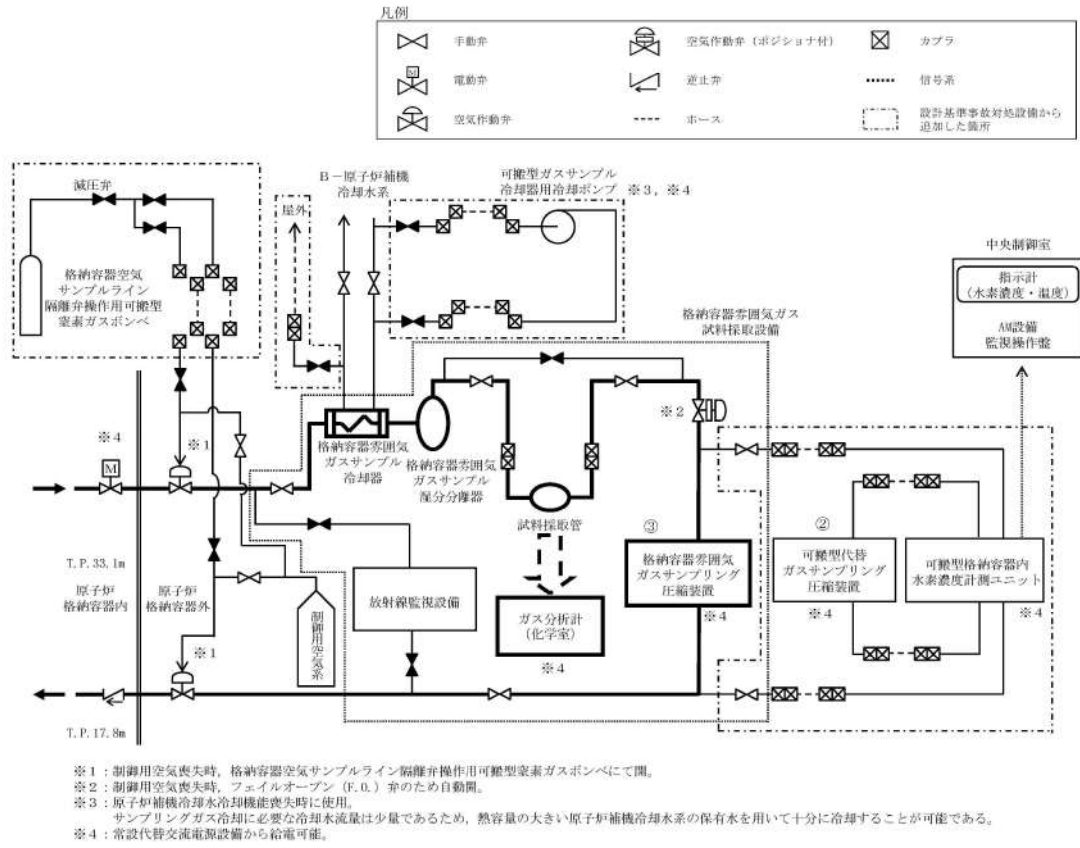 凡例
手動弁
空気作動弁（ポジショナ付）
カプラ
M
電動弁
逆止弁
信号系
空気作動弁
ホース
設計基準事故対処設備から
追加した箇所
減圧弁
格納容器空気
サンプルライン
隔離弁操作用可搬型
窒素ガスボンベ
屋外
B－原子炉補機
冷却水系
可搬型ガスサンプル
冷却器用冷却ポンプ
※3，※4
中央制御室
指示計
（水素濃度・温度）
AM設備
監視操作盤
格納容器雰囲気ガス
試料採取設備
※2
※4
M
※1
格納容器雰囲気
ガスサンプル
冷却器
格納容器雰囲気
ガスサンプル
湿分分離器
試料採取管
③
格納容器雰囲気
ガスサンプリング
圧縮装置
※4
②
可搬型代替
ガスサンプリング
圧縮装置
※4
可搬型格納容器内
水素濃度計測ユニット
※4
T.P.33.1m
原子炉
格納容器内
原子炉
格納容器外
放射線監視設備
ガス分析計
（化学室）
※4
制御用空気系
※1
T.P.17.8m
※1：制御用空気喪失時，格納容器空気サンプルライン隔離弁操作用可搬型窒素ガスボンベにて開。
※2：制御用空気喪失時，フェイルオープン（F.O.）弁のため自動開。
※3：原子炉補機冷却水冷却機能喪失時に使用。
サンプリングガス冷却に必要な冷却水流量は少量であるため，熱容量の大きい原子炉補機冷却水系の保有水を用いて十分に冷却することが可能である。
※4：常設代替交流電源設備から給電可能。